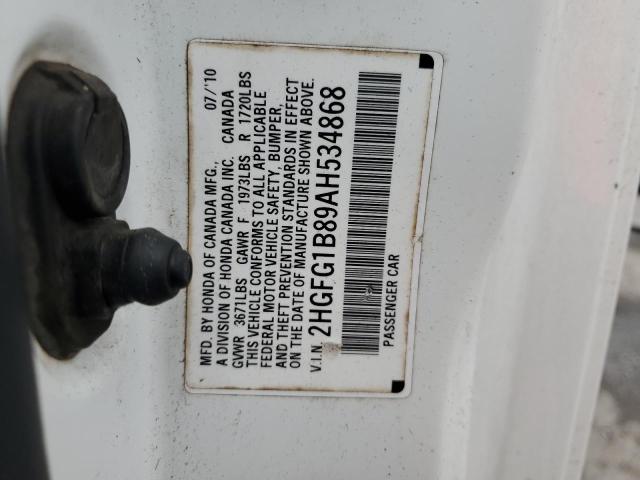 MFD. BY HONDA OF CANADA MFG., 07/'10
A DIVISION OF HONDA CANADA INC. CANADA
GVWR 3671LBS GAWR F 1973LBS R 1720LBS
THIS VEHICLE CONFORMS TO ALL APPLICABLE
FEDERAL MOTOR VEHICLE SAFETY, BUMPER,
AND THEFT PREVENTION STANDARDS IN EFFECT
ON THE DATE OF MANUFACTURE SHOWN ABOVE.
V.I.N. 2HGFG1B89AH534868
PASSENGER CAR